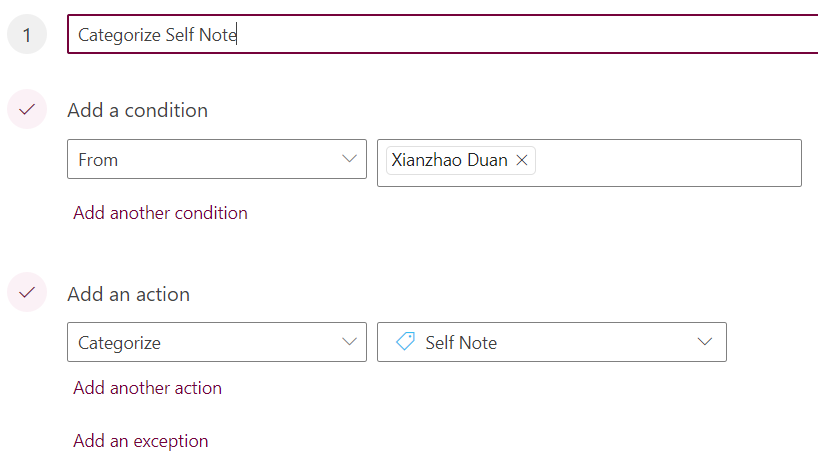 1 Categorize Self Note
Add a condition
From Xianzhao Duan
Add another condition
Add an action
Categorize Self Note
Add another action
Add an exception